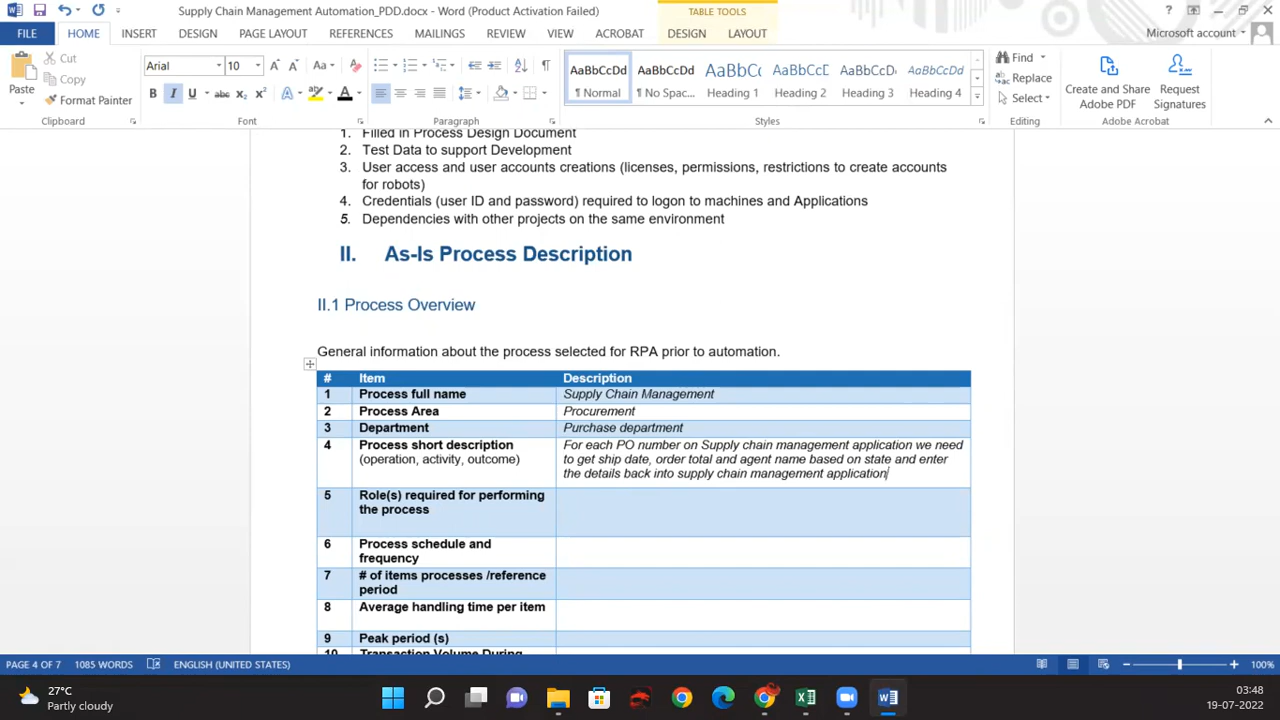 Supply Chain Management Automation_PDD.docx - Word (Product Activation Failed)
TABLE TOOLS
FILE HOME INSERT DESIGN PAGE LAYOUT REFERENCES MAILINGS REVIEW VIEW ACROBAT DESIGN LAYOUT Microsoft account
Paste
Cut
Copy
Format Painter
Clipboard
Arial 10
Font
Paragraph
AaBbCcDd AaBbCcDd AaBbCc AaBbCcD AaBbCcDd AaBbCcDd
¶ Normal ¶ No Spac... Heading 1 Heading 2 Heading 3 Heading 4
Styles
Find
Replace
Select
Editing
Create and Share Adobe PDF
Request Signatures
Adobe Acrobat
1. Filled in Process Design Document
2. Test Data to support Development
3. User access and user accounts creations (licenses, permissions, restrictions to create accounts
for robots)
4. Credentials (user ID and password) required to logon to machines and Applications
5. Dependencies with other projects on the same environment
II. As-Is Process Description
II.1 Process Overview
General information about the process selected for RPA prior to automation.
# Item Description
1 Process full name Supply Chain Management
2 Process Area Procurement
3 Department Purchase department
4 Process short description For each PO number on Supply chain management application we need
(operation, activity, outcome) to get ship date, order total and agent name based on state and enter
the details back into supply chain management application
5 Role(s) required for performing
the process
6 Process schedule and
frequency
7 # of items processes /reference
period
8 Average handling time per item
9 Peak period (s)
10 Transaction Volume During
PAGE 4 OF 7 1085 WORDS ENGLISH (UNITED STATES) 100%
27°C
Partly cloudy
03:48
19-07-2022